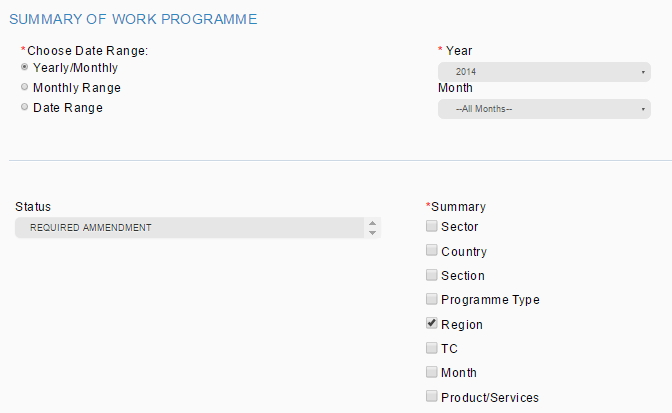 SUMMARY OF WORK PROGRAMME
*Choose Date Range:
Yearly/Monthly
Monthly Range
Date Range
* Year
2014
Month
--All Months--
Status
REQUIRED AMMENDMENT
*Summary
Sector
Country
Section
Programme Type
Region
TC
Month
Product/Services